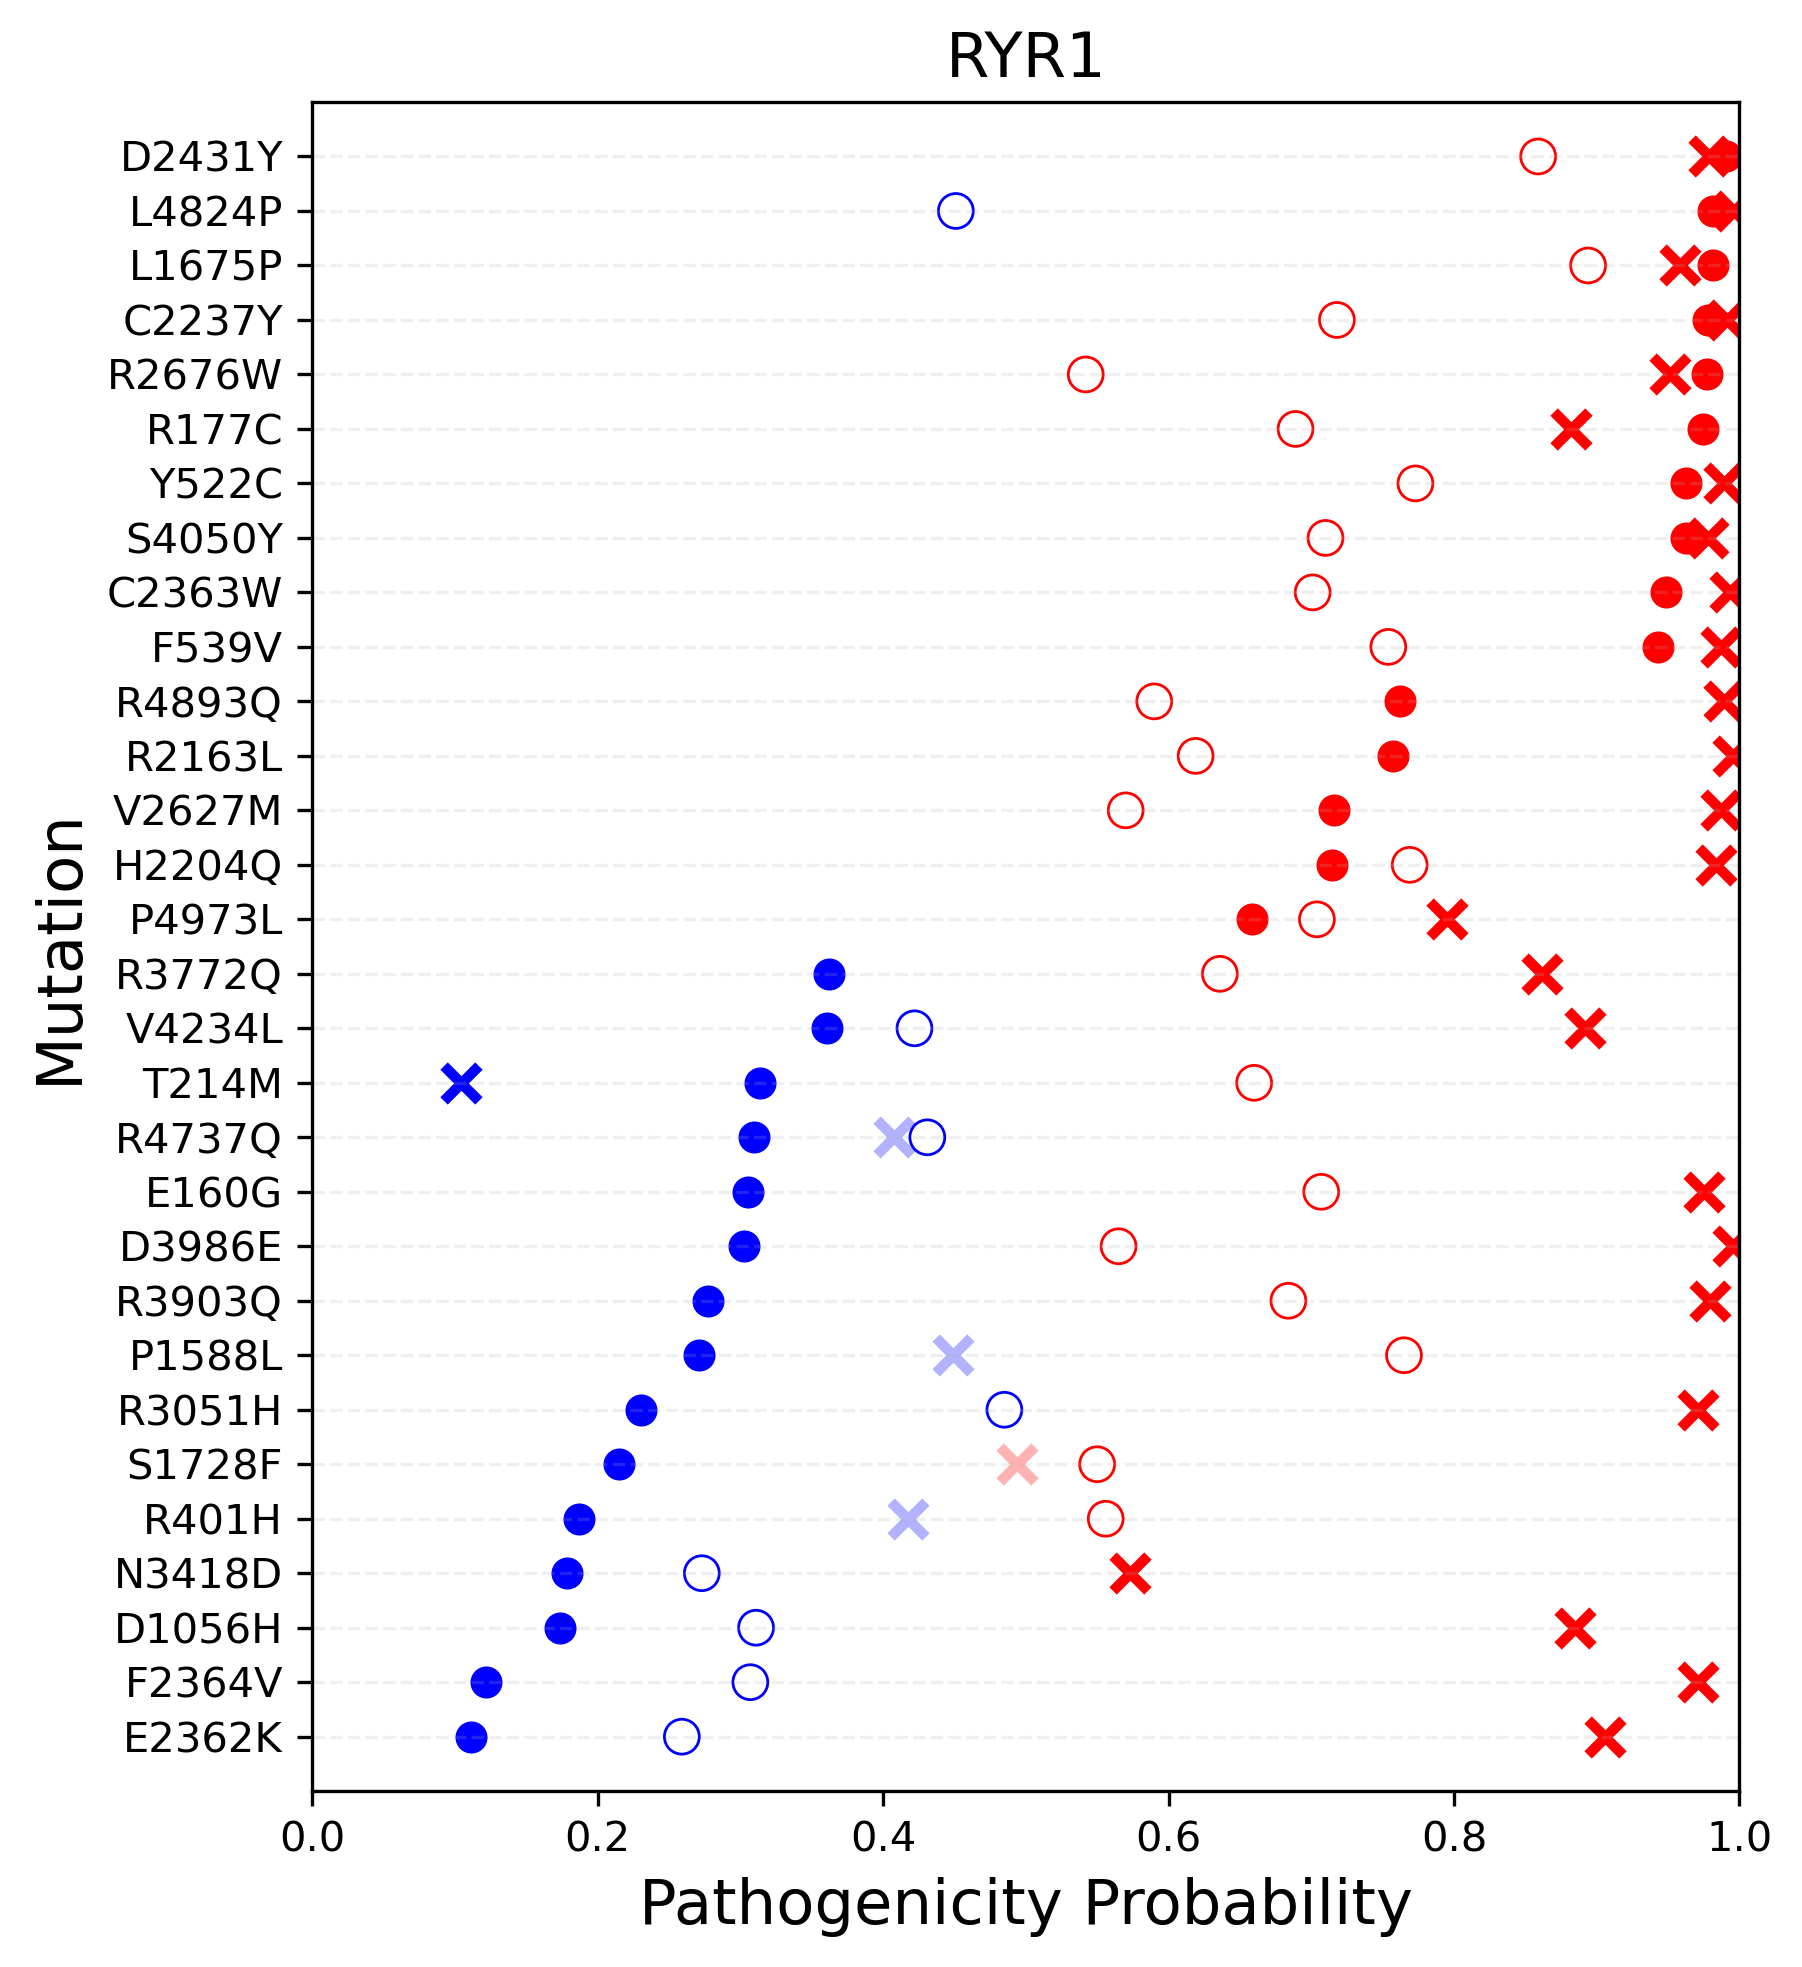 RYR1
D2431Y
L4824P
L1675P
C2237Y
R2676W
R177C
Y522C
S4050Y
C2363W
F539V
R4893Q
R2163L
V2627M
H2204Q
P4973L
R3772Q
V4234L
T214M
R4737Q
E160G
D3986E
R3903Q
P1588L
R3051H
S1728F
R401H
N3418D
D1056H
F2364V
E2362K
Mutation
0.0 0.2 0.4 0.6 0.8 1.0
Pathogenicity Probability